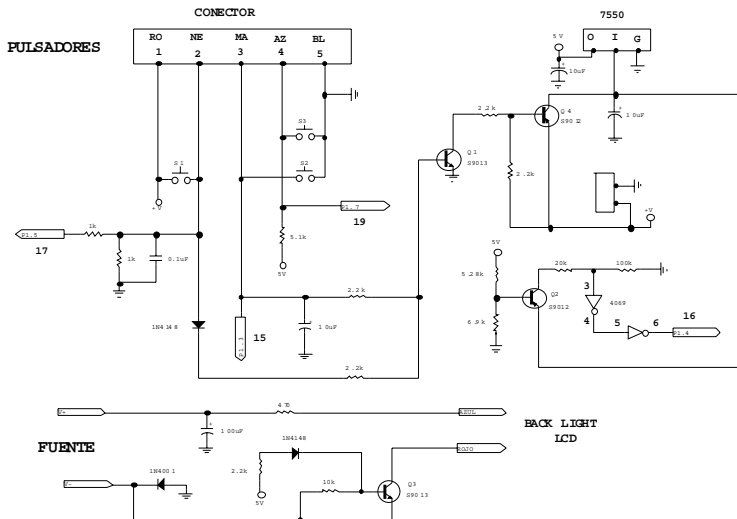 CONECTOR
PULSADORES
RO NE MA AZ BL
1 2 3 4 5
7550
O I G
5V
10uF
Q4
S9012
10uF
2.2k
Q1
S9013
2.2k
S3
S2
S1
+V
P1.7
19
5.1k
5V
P1.5
17
1k
1k
0.1uF
+V
5V
5.28k
Q2
S9012
6.9k
20k
100k
3
4069
4
5
6
16
P1.4
2.2k
1N4148
P1.3
15
10uF
2.2k
V+
470
AZUL
100uF
BACK LIGHT
LCD
FUENTE
1N4148
ROJO
V-
1N4001
2.2k
5V
10k
Q3
S9013